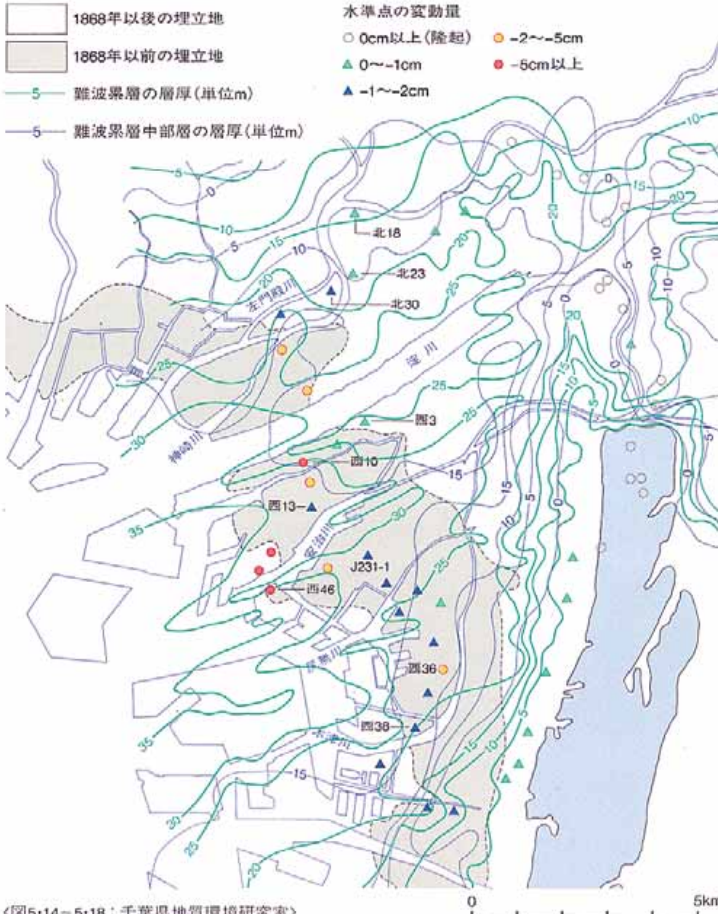 1868年以後の埋立地
1868年以前の埋立地
5 難波累層の層厚(単位m)
5 難波累層中部層の層厚(単位m)
水準点の変動量
0cm以上(隆起)
0〜-1cm
-1〜-2cm
-2〜-5cm
-5cm以上
北18
北23
北30
左門殿川
淀川
神崎川
西3
西10
西13
安治川
J231-1
西46
尻無川
西36
西38
木津川
5
0
10
15
20
25
30
35
0 5km
〈図5・14〜5・18:千葉県地質環境研究室〉